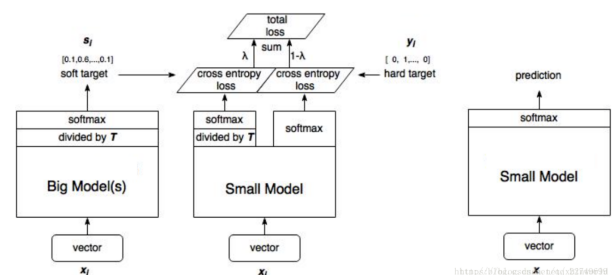 total
loss
sum
λ
1-λ
s_i
[0.1,0.6,...,0.1]
soft target
cross entropy
loss
cross entropy
loss
y_i
[ 0, 1,..., 0]
hard target
softmax
divided by T
Big Model(s)
vector
x_i
softmax
divided by T
softmax
Small Model
vector
x_i
prediction
softmax
Small Model
vector
x